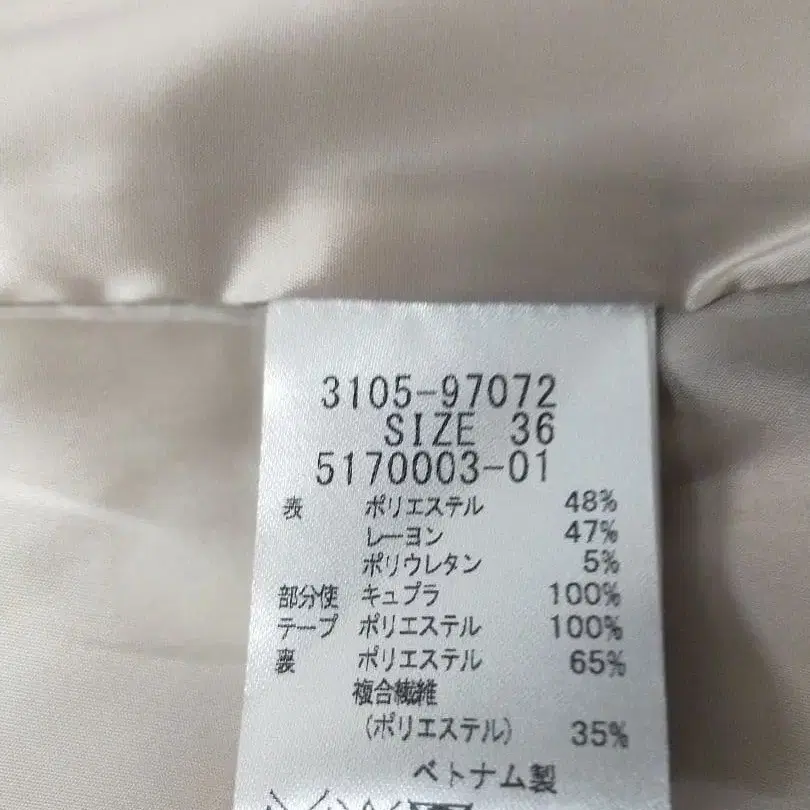 3105-97072
SIZE 36
5170003-01
表 ポリエステル 48%
レーヨン 47%
ポリウレタン 5%
部分使 キュプラ 100%
テープ ポリエステル 100%
裏 ポリエステル 65%
複合繊維
(ポリエステル) 35%
ベトナム製